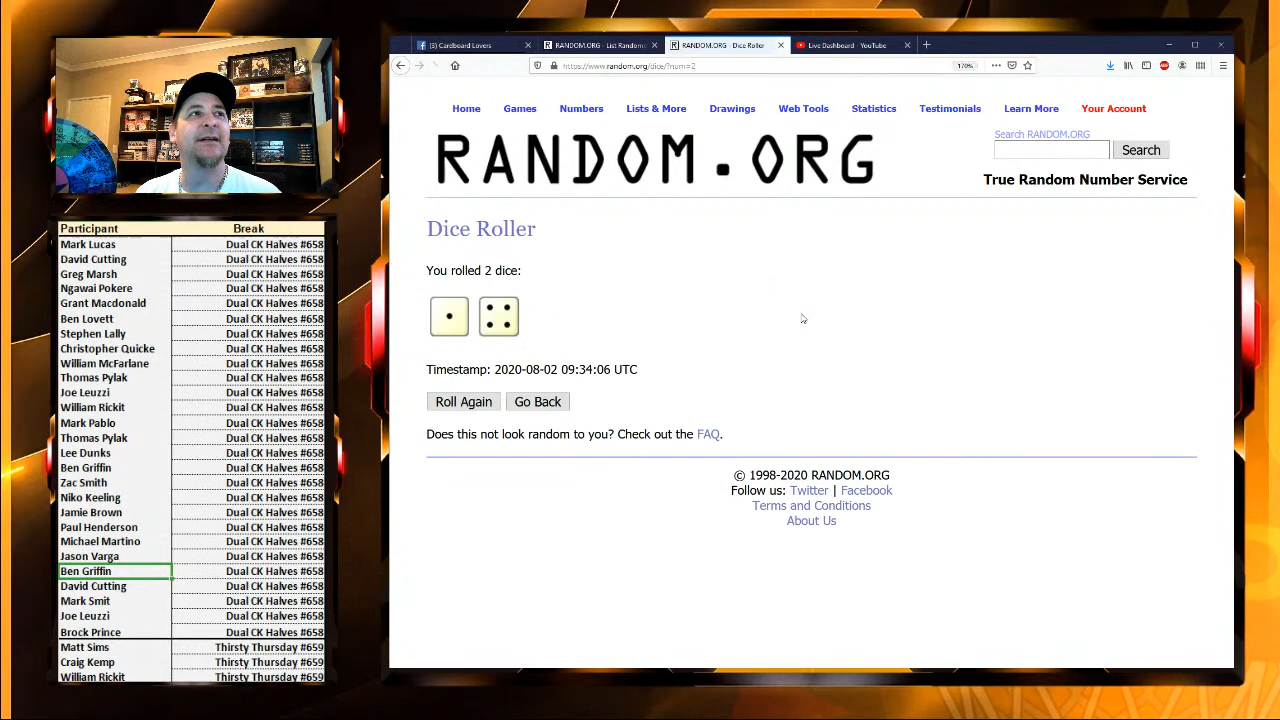 (3) Cardboard Lovers
RANDOM.ORG - List Random
RANDOM.ORG - Dice Roller
Live Dashboard - YouTube
https://www.random.org/dice/?num=2
170%
Home Games Numbers Lists & More Drawings Web Tools Statistics Testimonials Learn More Your Account
RANDOM.ORG
Search RANDOM.ORG
Search
True Random Number Service
Dice Roller
You rolled 2 dice:
Timestamp: 2020-08-02 09:34:06 UTC
Roll Again Go Back
Does this not look random to you? Check out the FAQ.
© 1998-2020 RANDOM.ORG
Follow us: Twitter | Facebook
Terms and Conditions
About Us
Participant Break
Mark Lucas Dual CK Halves #658
David Cutting Dual CK Halves #658
Greg Marsh Dual CK Halves #658
Ngawai Pokere Dual CK Halves #658
Grant Macdonald Dual CK Halves #658
Ben Lovett Dual CK Halves #658
Stephen Lally Dual CK Halves #658
Christopher Quicke Dual CK Halves #658
William McFarlane Dual CK Halves #658
Thomas Pylak Dual CK Halves #658
Joe Leuzzi Dual CK Halves #658
William Rickit Dual CK Halves #658
Mark Pablo Dual CK Halves #658
Thomas Pylak Dual CK Halves #658
Lee Dunks Dual CK Halves #658
Ben Griffin Dual CK Halves #658
Zac Smith Dual CK Halves #658
Niko Keeling Dual CK Halves #658
Jamie Brown Dual CK Halves #658
Paul Henderson Dual CK Halves #658
Michael Martino Dual CK Halves #658
Jason Varga Dual CK Halves #658
Ben Griffin Dual CK Halves #658
David Cutting Dual CK Halves #658
Mark Smit Dual CK Halves #658
Joe Leuzzi Dual CK Halves #658
Brock Prince Dual CK Halves #658
Matt Sims Thirsty Thursday #659
Craig Kemp Thirsty Thursday #659
William Rickit Thirsty Thursday #659